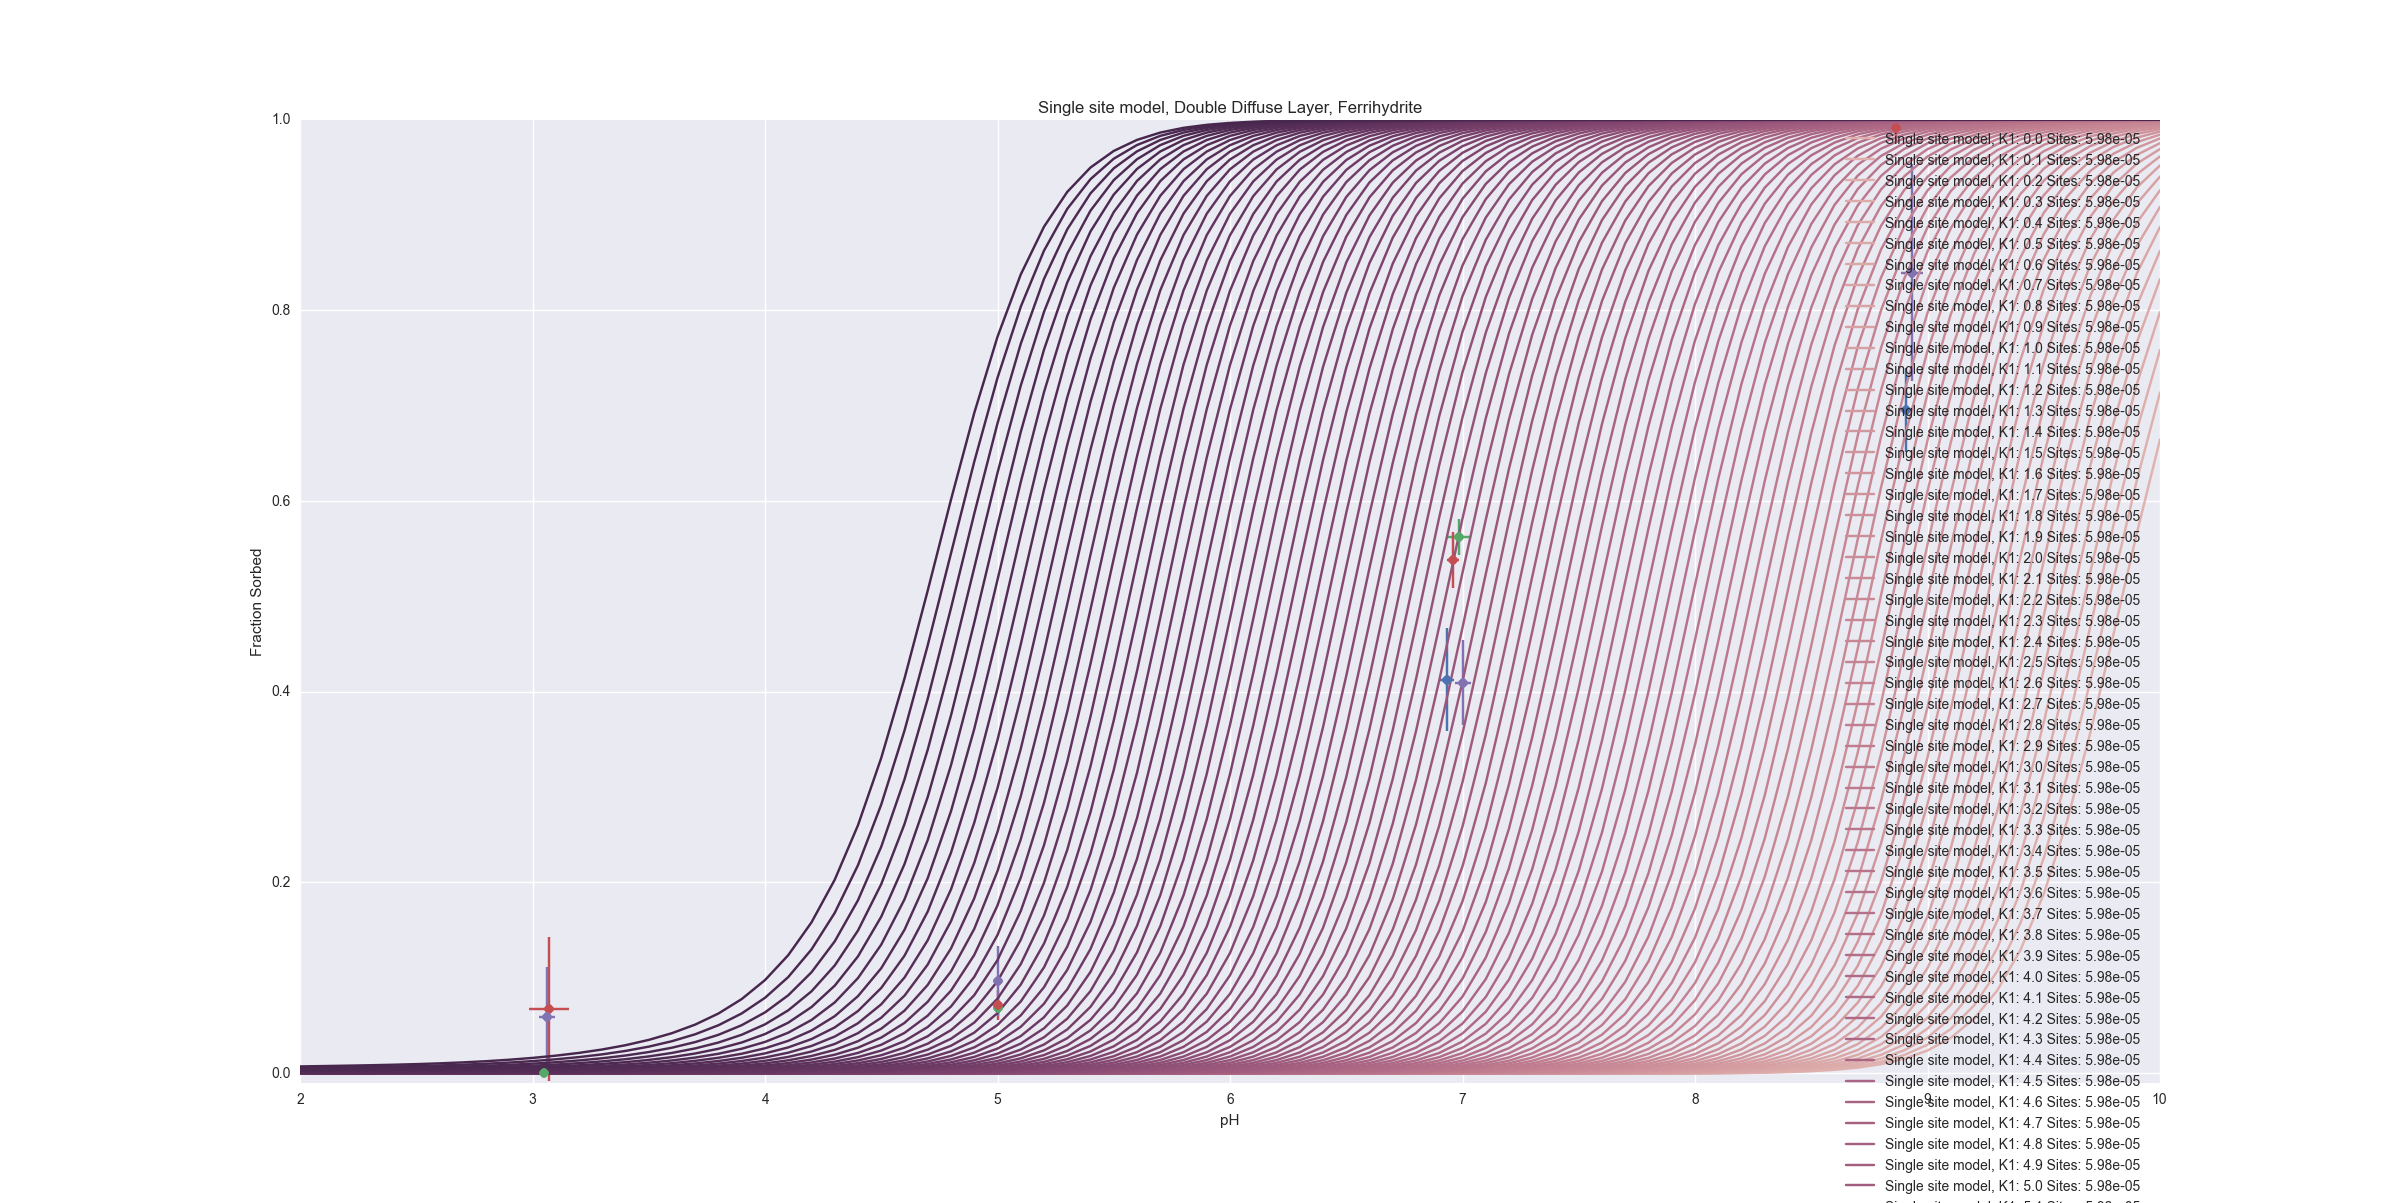 Single site model, Double Diffuse Layer, Ferrihydrite
Fraction Sorbed
1.0
0.8
0.6
0.4
0.2
0.0
2 3 4 5 6 7 8 9 10
pH
Single site model, K1: 0.0 Sites: 5.98e-05
Single site model, K1: 0.1 Sites: 5.98e-05
Single site model, K1: 0.2 Sites: 5.98e-05
Single site model, K1: 0.3 Sites: 5.98e-05
Single site model, K1: 0.4 Sites: 5.98e-05
Single site model, K1: 0.5 Sites: 5.98e-05
Single site model, K1: 0.6 Sites: 5.98e-05
Single site model, K1: 0.7 Sites: 5.98e-05
Single site model, K1: 0.8 Sites: 5.98e-05
Single site model, K1: 0.9 Sites: 5.98e-05
Single site model, K1: 1.0 Sites: 5.98e-05
Single site model, K1: 1.1 Sites: 5.98e-05
Single site model, K1: 1.2 Sites: 5.98e-05
Single site model, K1: 1.3 Sites: 5.98e-05
Single site model, K1: 1.4 Sites: 5.98e-05
Single site model, K1: 1.5 Sites: 5.98e-05
Single site model, K1: 1.6 Sites: 5.98e-05
Single site model, K1: 1.7 Sites: 5.98e-05
Single site model, K1: 1.8 Sites: 5.98e-05
Single site model, K1: 1.9 Sites: 5.98e-05
Single site model, K1: 2.0 Sites: 5.98e-05
Single site model, K1: 2.1 Sites: 5.98e-05
Single site model, K1: 2.2 Sites: 5.98e-05
Single site model, K1: 2.3 Sites: 5.98e-05
Single site model, K1: 2.4 Sites: 5.98e-05
Single site model, K1: 2.5 Sites: 5.98e-05
Single site model, K1: 2.6 Sites: 5.98e-05
Single site model, K1: 2.7 Sites: 5.98e-05
Single site model, K1: 2.8 Sites: 5.98e-05
Single site model, K1: 2.9 Sites: 5.98e-05
Single site model, K1: 3.0 Sites: 5.98e-05
Single site model, K1: 3.1 Sites: 5.98e-05
Single site model, K1: 3.2 Sites: 5.98e-05
Single site model, K1: 3.3 Sites: 5.98e-05
Single site model, K1: 3.4 Sites: 5.98e-05
Single site model, K1: 3.5 Sites: 5.98e-05
Single site model, K1: 3.6 Sites: 5.98e-05
Single site model, K1: 3.7 Sites: 5.98e-05
Single site model, K1: 3.8 Sites: 5.98e-05
Single site model, K1: 3.9 Sites: 5.98e-05
Single site model, K1: 4.0 Sites: 5.98e-05
Single site model, K1: 4.1 Sites: 5.98e-05
Single site model, K1: 4.2 Sites: 5.98e-05
Single site model, K1: 4.3 Sites: 5.98e-05
Single site model, K1: 4.4 Sites: 5.98e-05
Single site model, K1: 4.5 Sites: 5.98e-05
Single site model, K1: 4.6 Sites: 5.98e-05
Single site model, K1: 4.7 Sites: 5.98e-05
Single site model, K1: 4.8 Sites: 5.98e-05
Single site model, K1: 4.9 Sites: 5.98e-05
Single site model, K1: 5.0 Sites: 5.98e-05